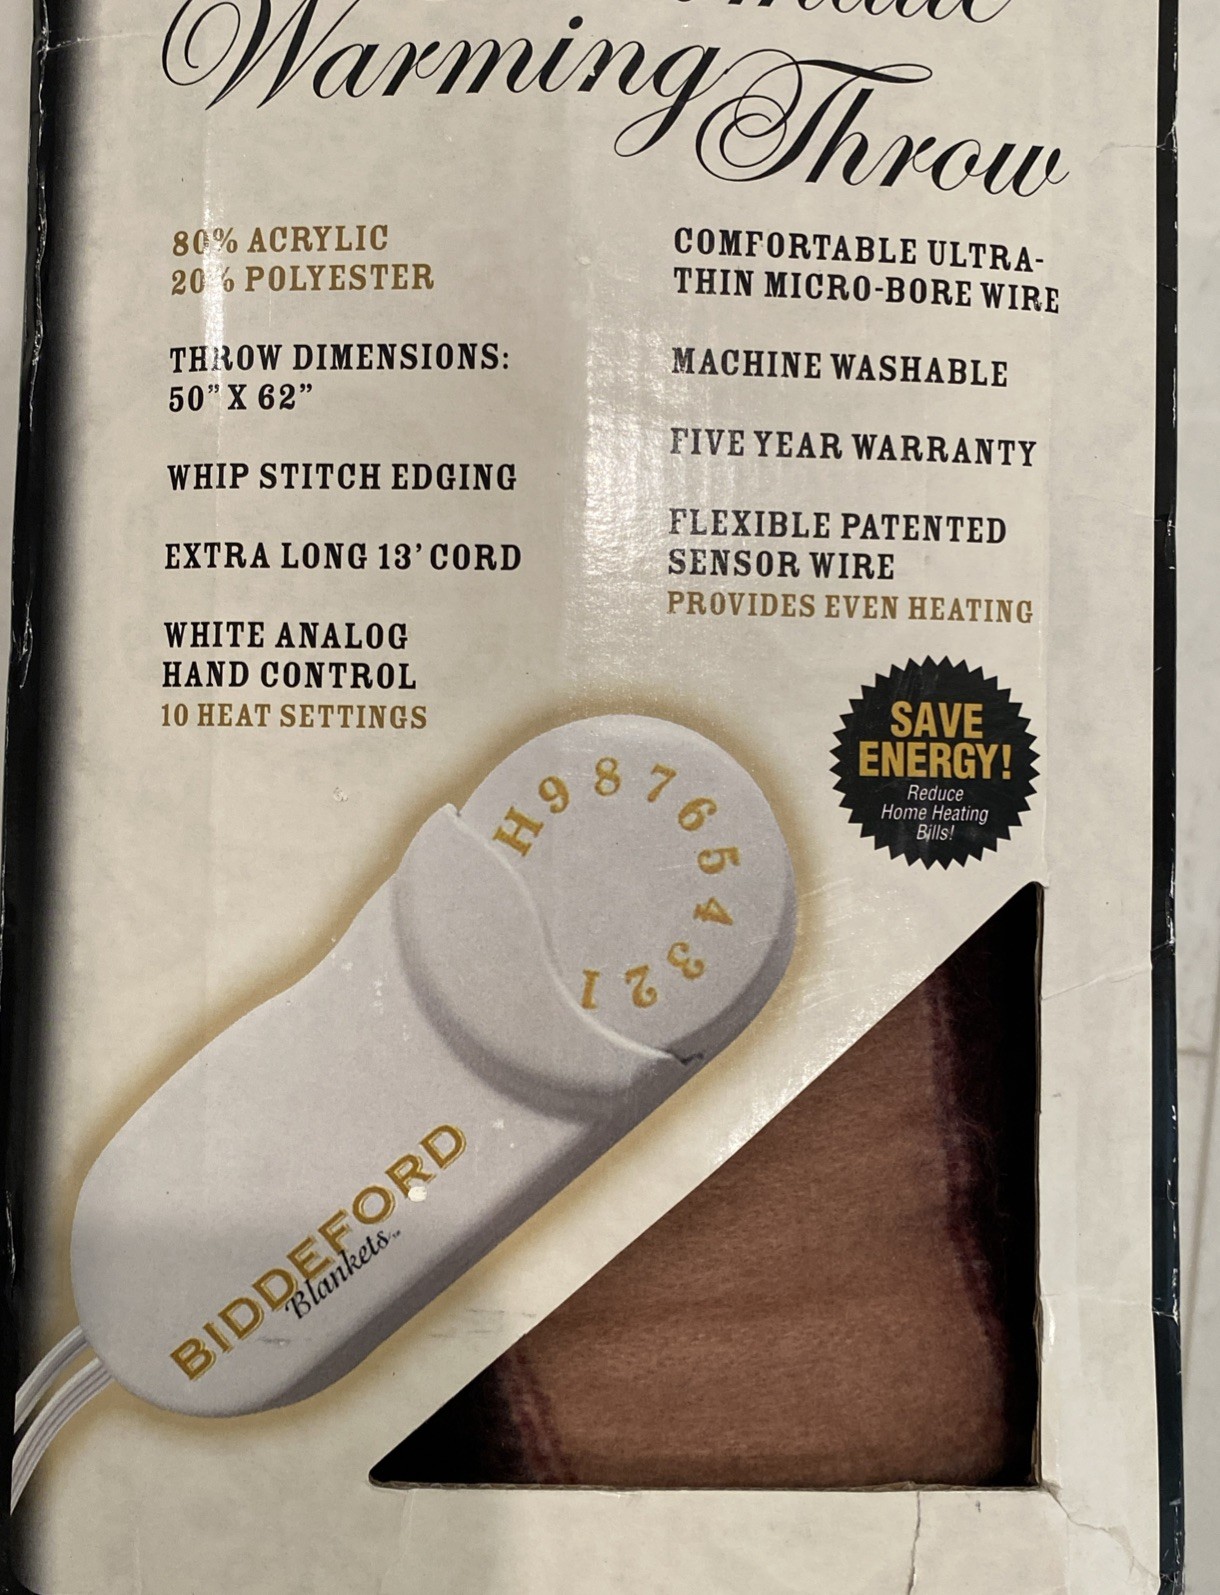 Warming
Throw
80% ACRYLIC
20% POLYESTER
THROW DIMENSIONS:
50” X 62”
WHIP STITCH EDGING
EXTRA LONG 13’ CORD
WHITE ANALOG
HAND CONTROL
10 HEAT SETTINGS
COMFORTABLE ULTRA-
THIN MICRO-BORE WIRE
MACHINE WASHABLE
FIVE YEAR WARRANTY
FLEXIBLE PATENTED
SENSOR WIRE
PROVIDES EVEN HEATING
SAVE
ENERGY!
Reduce
Home Heating
Bills!
H 9 8 7 6 5 4 3 2 1
BIDDEFORD
Blankets™